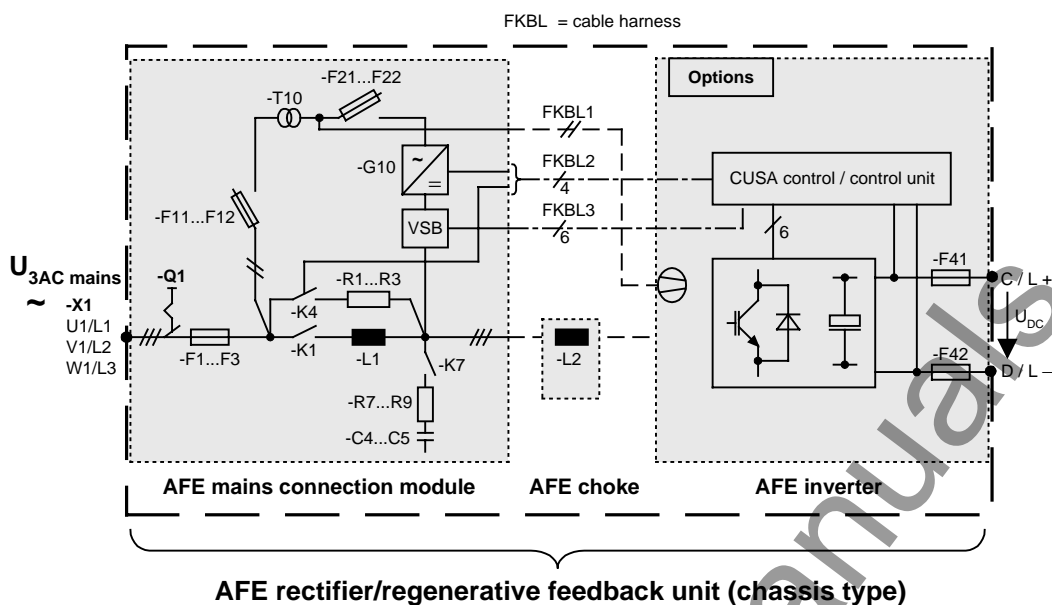 FKBL = cable harness
Options
-F21...F22
-T10
FKBL1
-G10
~
=
FKBL2
4
CUSA control / control unit
-F11...F12
VSB
FKBL3
6
6
U3AC mains
~
-Q1
-X1
U1/L1
V1/L2
W1/L3
-R1...R3
-K4
-F1...F3
-K1
-L1
-K7
-L2
-R7...R9
-C4...C5
-F41
C / L+
UDC
-F42
D / L–
AFE mains connection module
AFE choke
AFE inverter
AFE rectifier/regenerative feedback unit (chassis type)
anuals